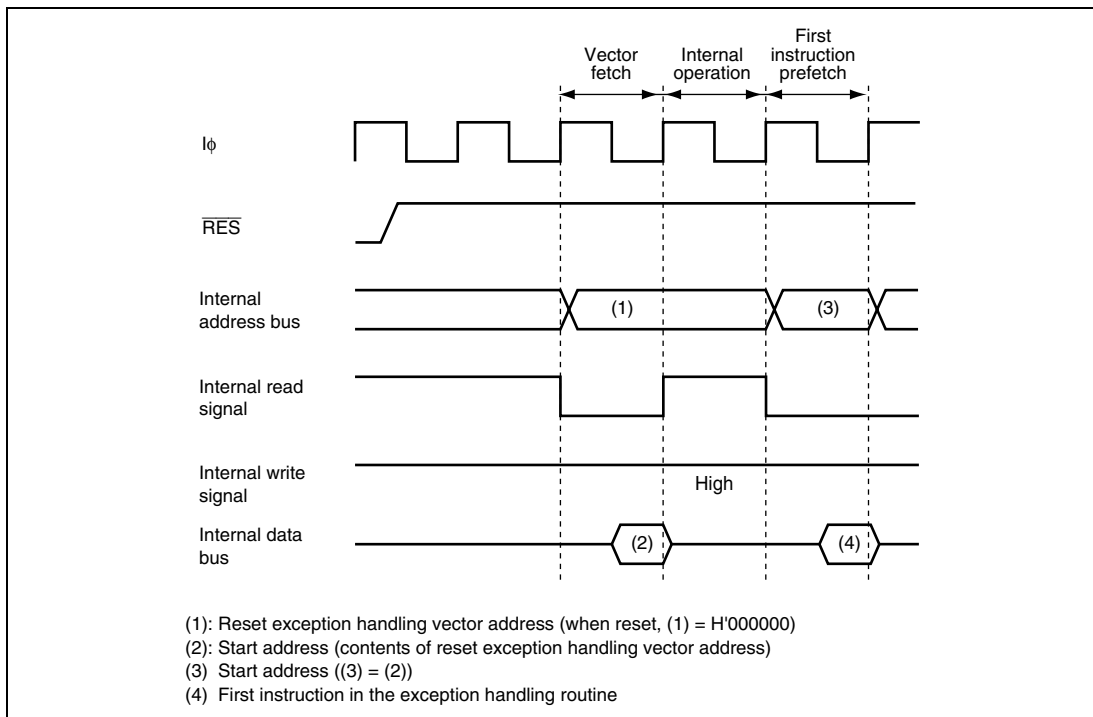 Vector
fetch
Internal
operation
First
instruction
prefetch
Iϕ
R̅E̅S̅
Internal
address bus
(1)
(3)
Internal read
signal
Internal write
signal
High
Internal data
bus
(2)
(4)
(1): Reset exception handling vector address (when reset, (1) = H'000000)
(2): Start address (contents of reset exception handling vector address)
(3) Start address ((3) = (2))
(4) First instruction in the exception handling routine